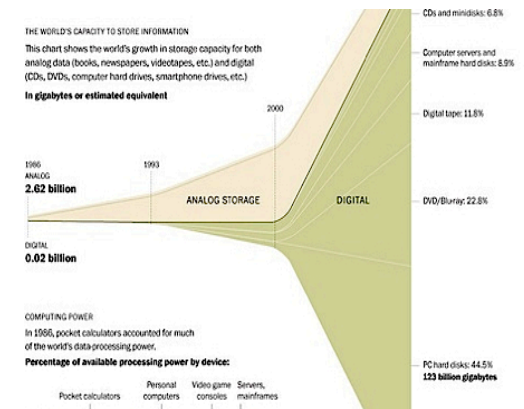 CDs and minidisks: 6.8%
THE WORLD'S CAPACITY TO STORE INFORMATION
This chart shows the world's growth in storage capacity for both
analog data (books, newspapers, videotapes, etc.) and digital
(CDs, DVDs, computer hard drives, smartphone drives, etc.)
In gigabytes or estimated equivalent
Computer servers and
mainframe hard disks: 8.9%
2000
Digital tape: 11.8%
1986
ANALOG
2.62 billion
1993
ANALOG STORAGE
DIGITAL
DVD/Blu-ray: 22.8%
DIGITAL
0.02 billion
COMPUTING POWER
In 1986, pocket calculators accounted for much
of the world's data-processing power.
Percentage of available processing power by device:
PC hard disks: 44.5%
123 billion gigabytes
Pocket calculators
Personal
computers
Video game
consoles
Servers,
mainframes